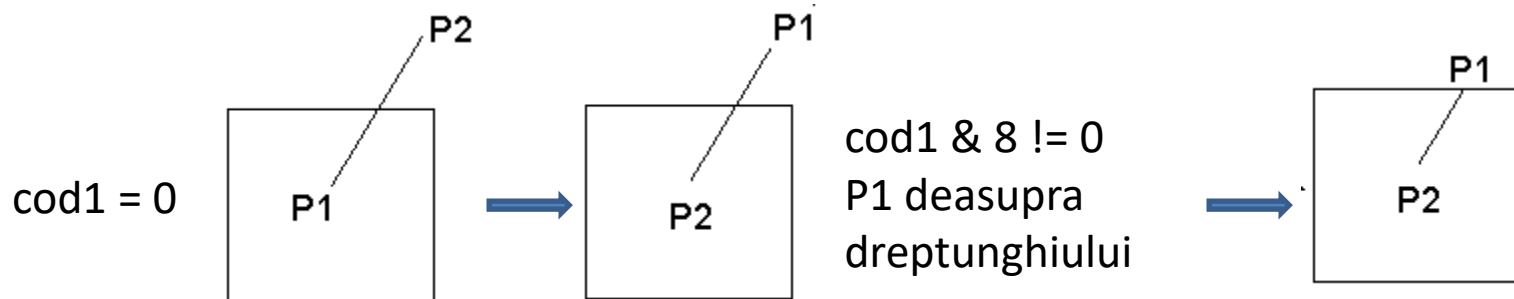 cod1 = 0
P2
P1
P1
P2
cod1 & 8 != 0
P1 deasupra
dreptunghiului
P1
P2